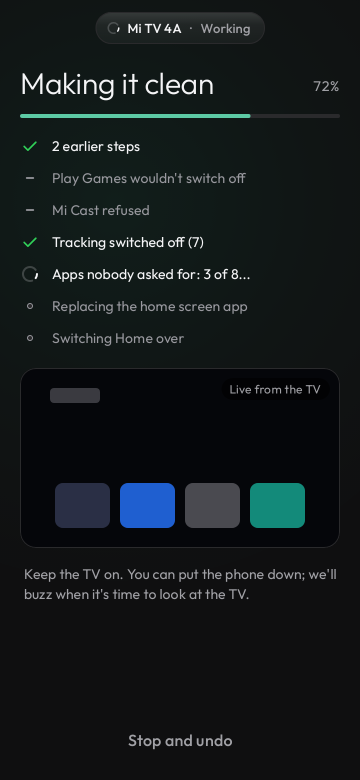 Mi TV 4A · Working
Making it clean
72%
2 earlier steps
Play Games wouldn't switch off
Mi Cast refused
Tracking switched off (7)
Apps nobody asked for: 3 of 8...
Replacing the home screen app
Switching Home over
Live from the TV
Keep the TV on. You can put the phone down; we'll
buzz when it's time to look at the TV.
Stop and undo